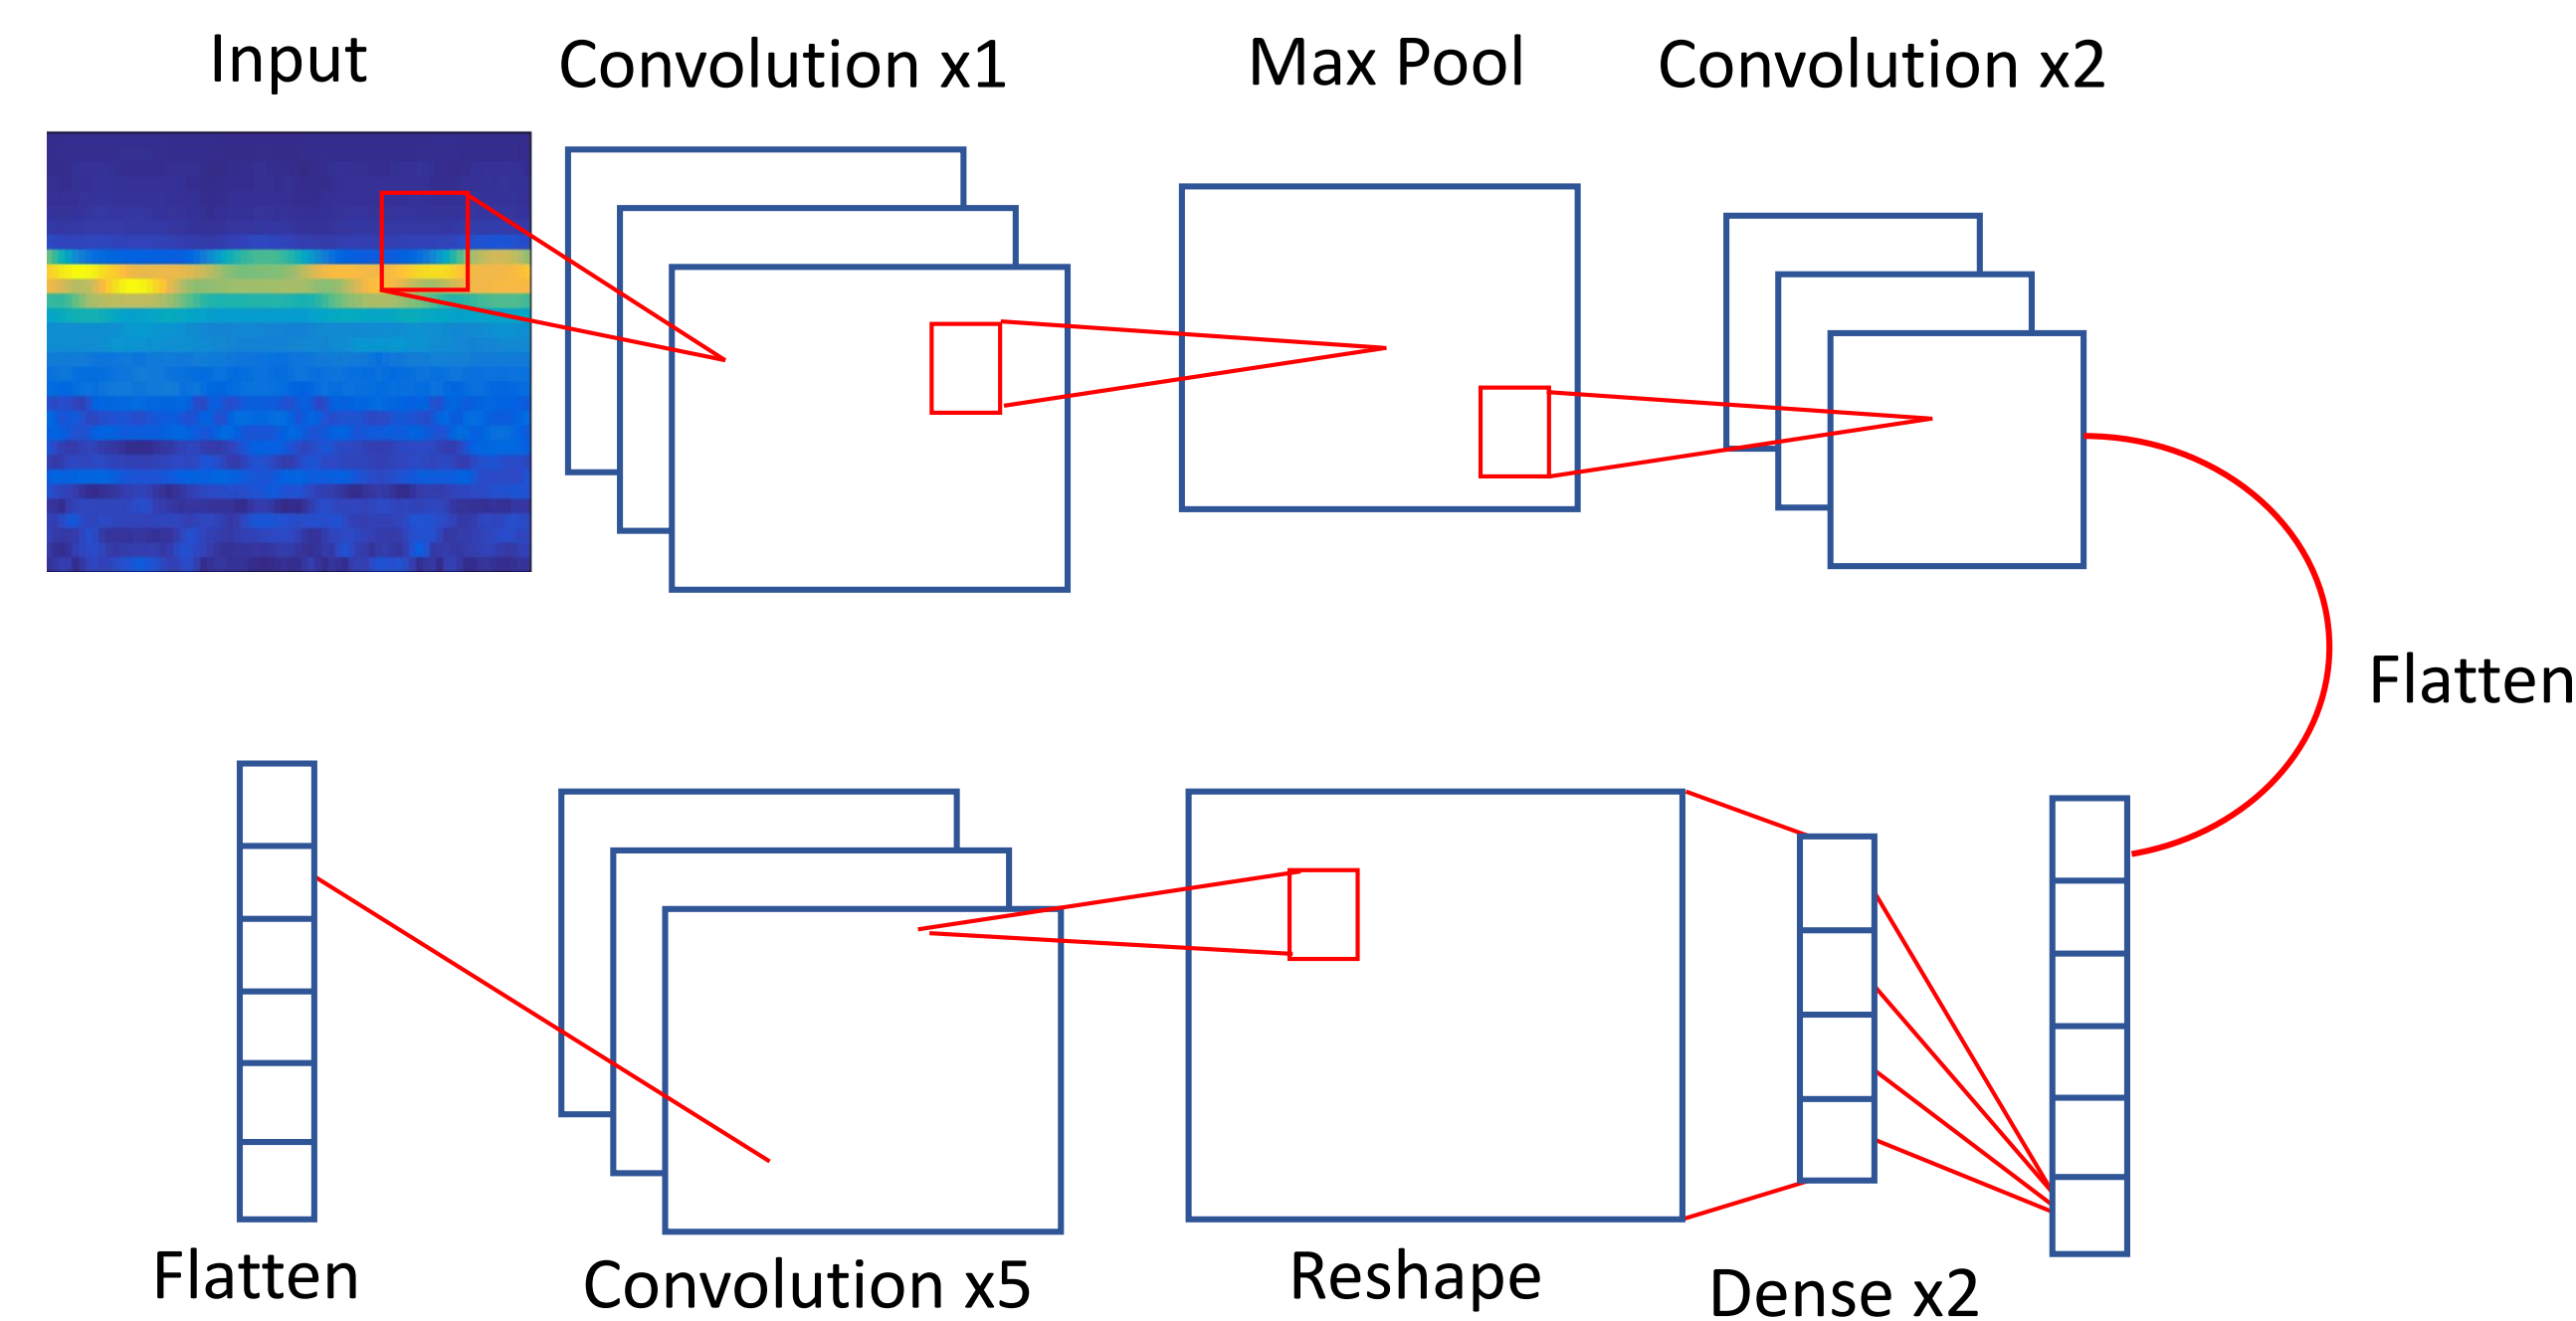 Input
Convolution x1
Max Pool
Convolution x2
Flatten
Flatten
Convolution x5
Reshape
Dense x2